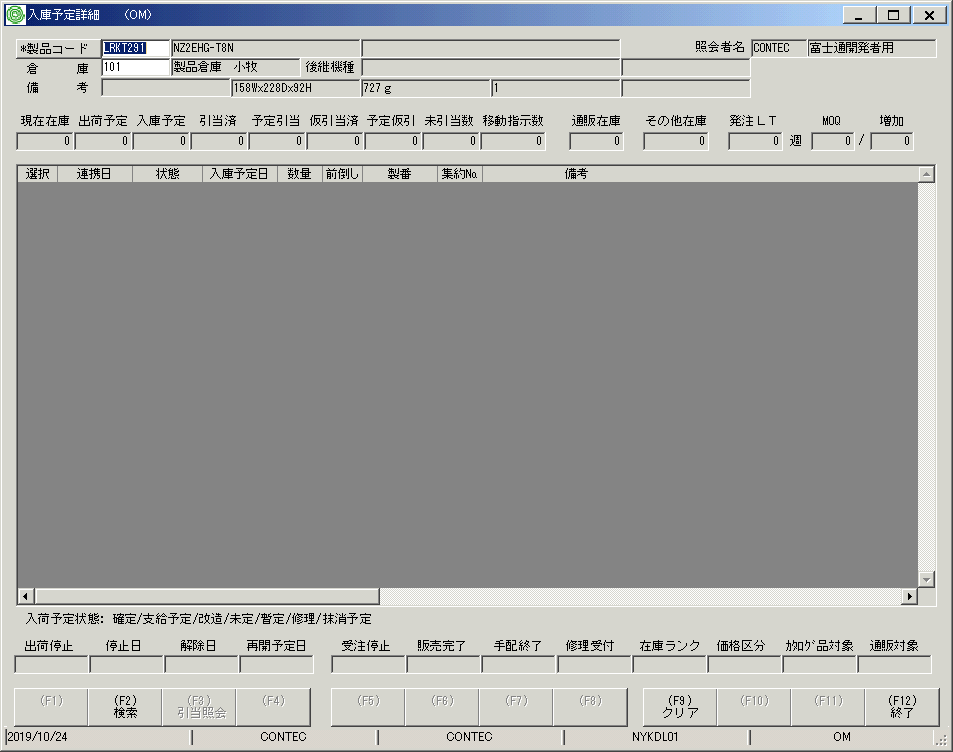 入庫予定詳細 （OM）
*製品コード LRKT291 NZ2EHG-T8N 照会者名 CONTEC 富士通開発者用
倉 庫 101 製品倉庫 小牧 後継機種
備 考 158Wx228Dx92H 727ｇ 1
現在在庫 出荷予定 入庫予定 引当済 予定引当 仮引当済 予定仮引 未引当数 移動指示数 通販在庫 その他在庫 発注ＬＴ MOQ 増加
0 0 0 0 0 0 0 0 0 0 0 0 週 0 / 0
選択 連携日 状態 入庫予定日 数量 前倒し 製番 集約№ 備考
入荷予定状態: 確定/支給予定/改造/未定/暫定/修理/抹消予定
出荷停止 停止日 解除日 再開予定日 受注停止 販売完了 手配終了 修理受付 在庫ランク 価格区分 ｶﾀﾛｸﾞ品対象 通販対象
(F1) (F2) (F3) (F4) (F5) (F6) (F7) (F8) (F9) (F10) (F11) (F12)
検索 引当照会 クリア 終了
2019/10/24 CONTEC CONTEC NYKDL01 OM